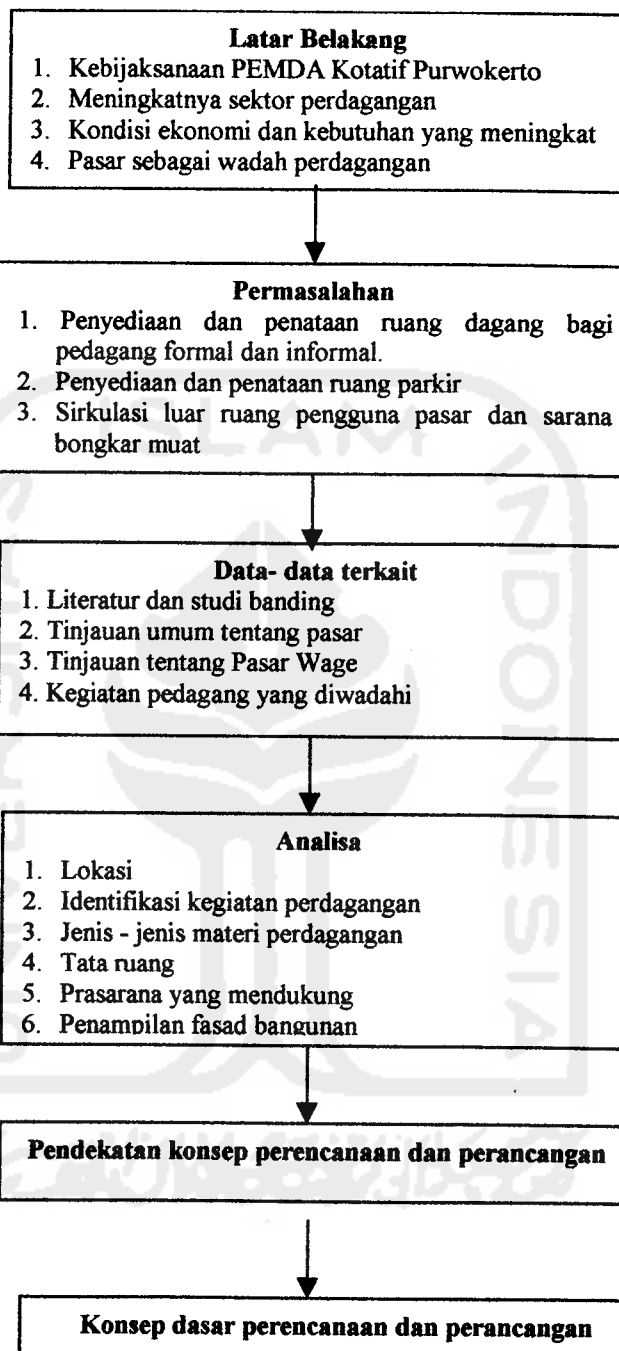 Latar Belakang
1. Kebijaksanaan PEMDA Kotatif Purwokerto
2. Meningkatnya sektor perdagangan
3. Kondisi ekonomi dan kebutuhan yang meningkat
4. Pasar sebagai wadah perdagangan
Permasalahan
1. Penyediaan dan penataan ruang dagang bagi
pedagang formal dan informal.
2. Penyediaan dan penataan ruang parkir
3. Sirkulasi luar ruang pengguna pasar dan sarana
bongkar muat
ISLAM
INDONESIA
Data- data terkait
1. Literatur dan studi banding
2. Tinjauan umum tentang pasar
3. Tinjauan tentang Pasar Wage
4. Kegiatan pedagang yang diwadahi
Analisa
1. Lokasi
2. Identifikasi kegiatan perdagangan
3. Jenis - jenis materi perdagangan
4. Tata ruang
5. Prasarana yang mendukung
6. Penampilan fasad bangunan
Pendekatan konsep perencanaan dan perancangan
Konsep dasar perencanaan dan perancangan